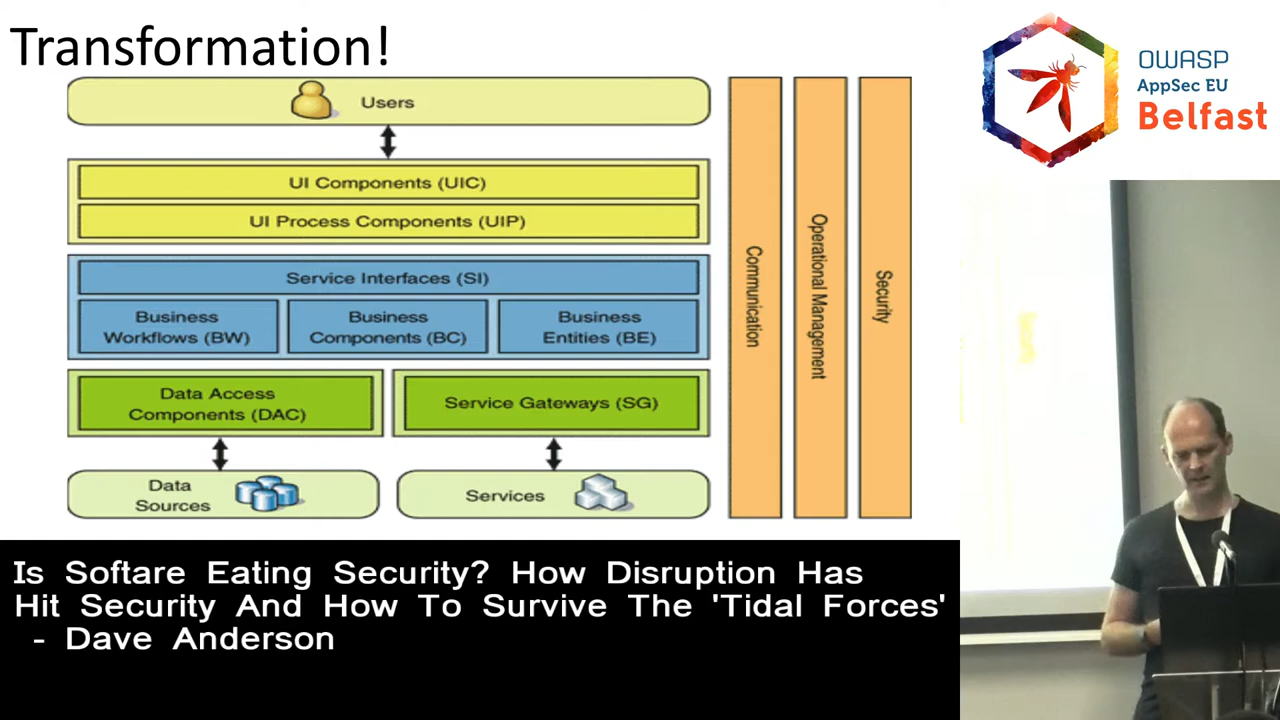 Transformation!
OWASP
AppSec EU
Belfast
Users
UI Components (UIC)
UI Process Components (UIP)
Service Interfaces (SI)
Business
Workflows (BW)
Business
Components (BC)
Business
Entities (BE)
Data Access
Components (DAC)
Service Gateways (SG)
Data
Sources
Services
Communication
Operational Management
Security
Is Softare Eating Security? How Disruption Has
Hit Security And How To Survive The 'Tidal Forces'
- Dave Anderson